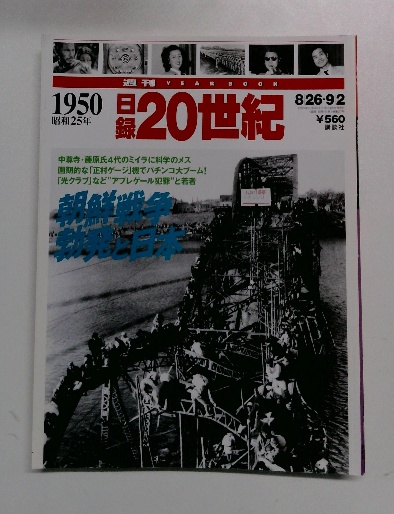 週刊 YEAR BOOK
1950
昭和25年
日録20世紀
8/26・9/2
¥560
講談社
中尊寺・藤原氏4代のミイラに科学のメス
画期的な「正村ゲージ」機でパチンコ大ブーム!
「光クラブ」など"アプレゲール犯罪"と若者
朝鮮戦争
勃発と日本